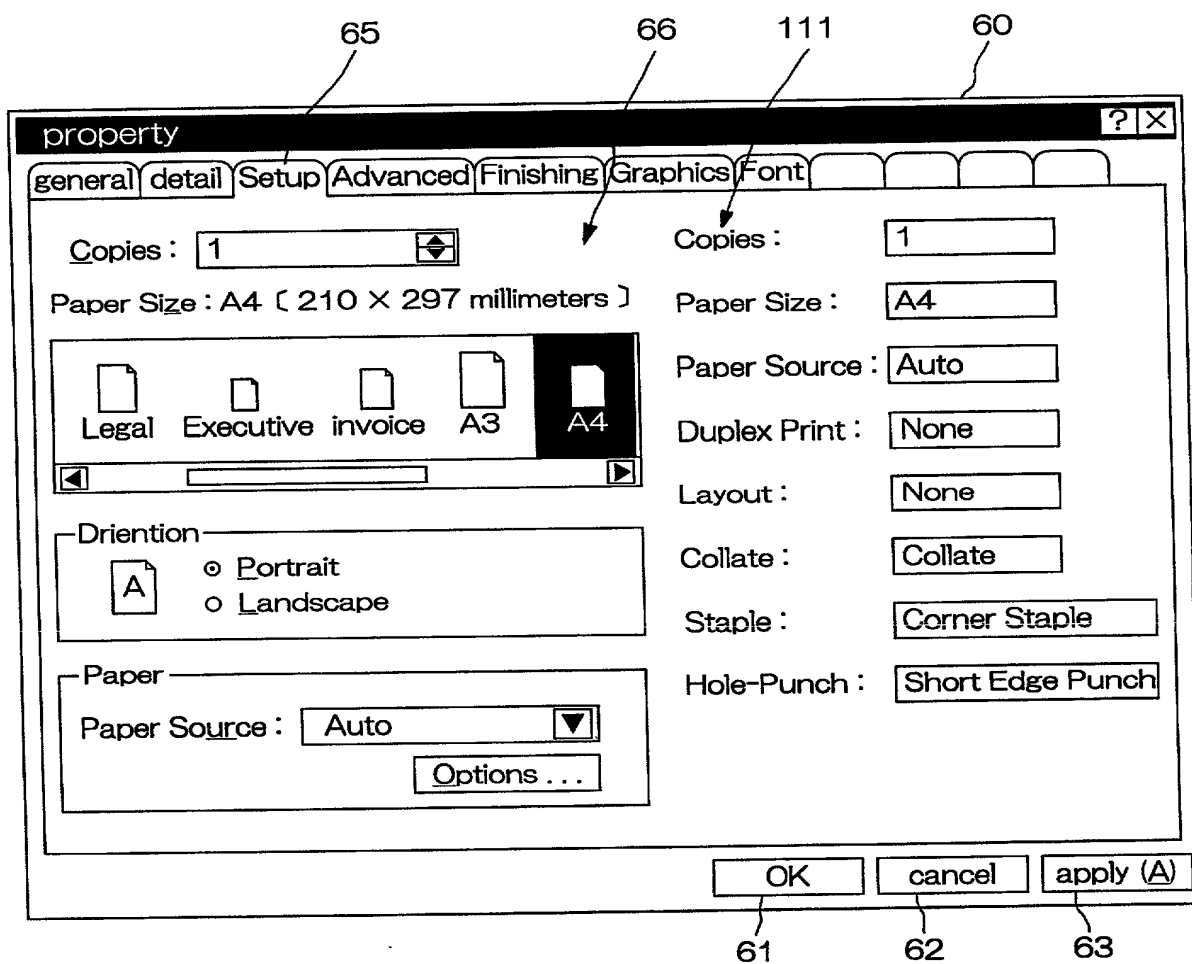 65 66 111 60
property ? ×
general detail Setup Advanced Finishing Graphics Font
Copies : 1
Paper Size : A4 〔 210 × 297 millimeters 〕
Legal Executive invoice A3 A4
Driention
A
Portrait
Landscape
Paper
Paper Source : Auto
Options . . .
Copies : 1
Paper Size : A4
Paper Source : Auto
Duplex Print : None
Layout : None
Collate : Collate
Staple : Corner Staple
Hole-Punch : Short Edge Punch
OK cancel apply (A)
61 62 63